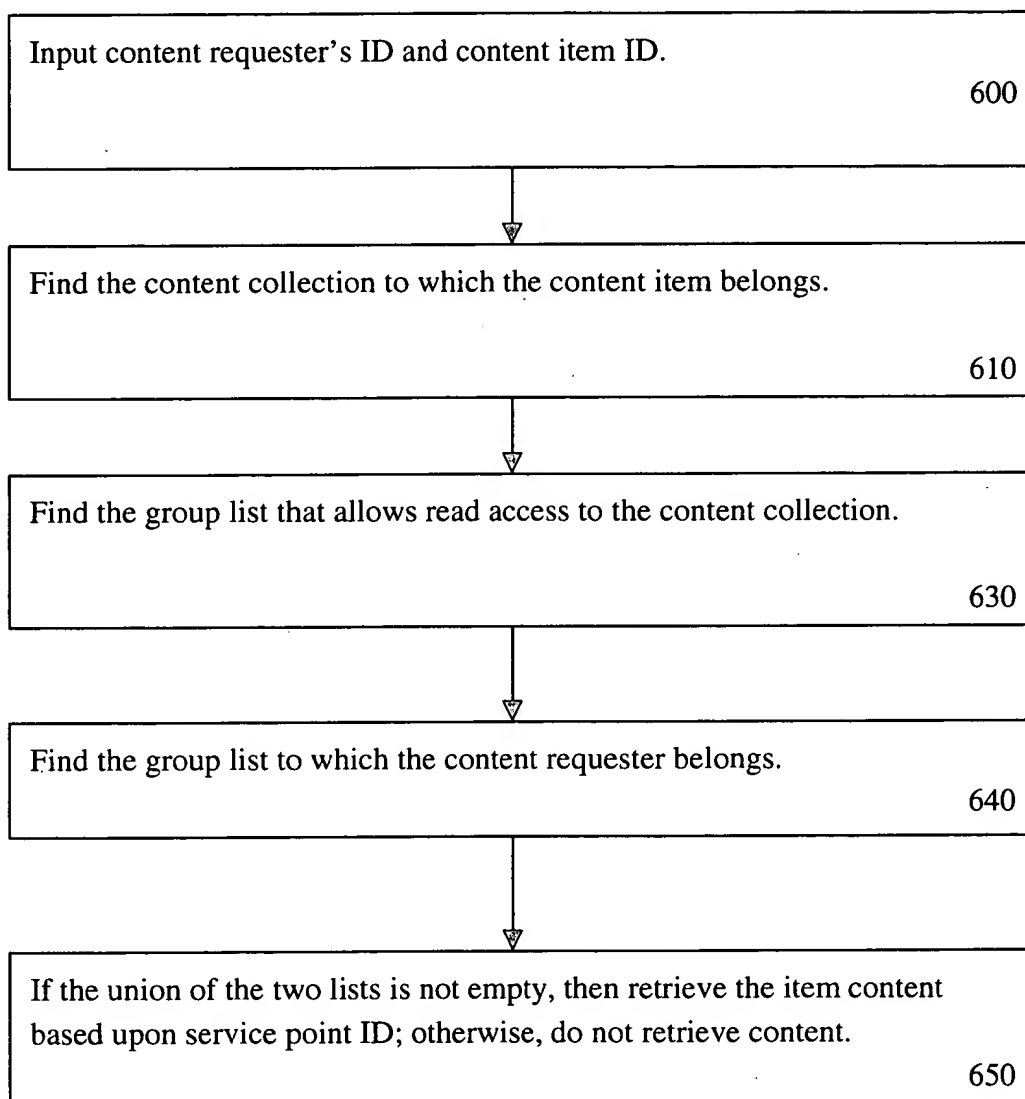 Input content requester's ID and content item ID.
600
Find the content collection to which the content item belongs.
610
Find the group list that allows read access to the content collection.
630
Find the group list to which the content requester belongs.
640
If the union of the two lists is not empty, then retrieve the item content
based upon service point ID; otherwise, do not retrieve content.
650